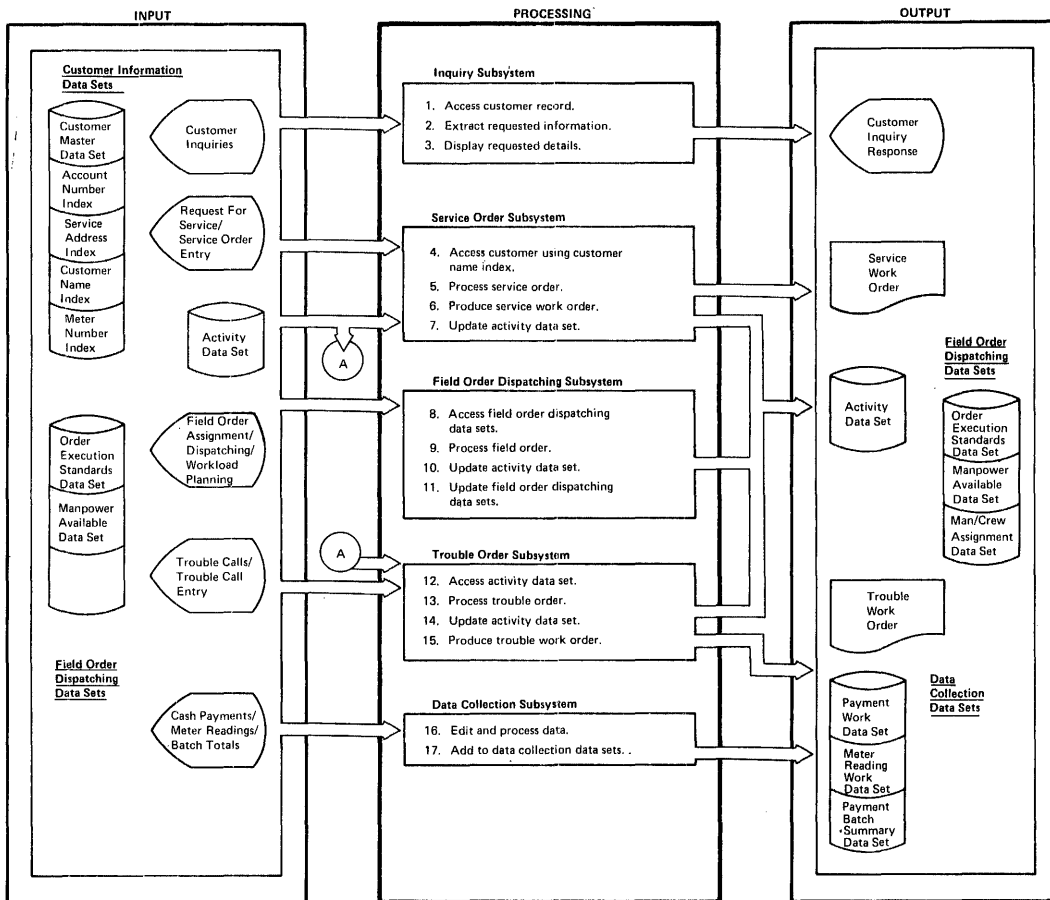 INPUT
PROCESSING
OUTPUT
Customer Information
Data Sets
Customer
Master
Data Set
Account
Number
Index
Service
Address
Index
Customer
Name
Index
Meter
Number
Index
Customer
Inquiries
Request For
Service/
Service Order
Entry
Activity
Data Set
A
Order
Execution
Standards
Data Set
Manpower
Available
Data Set
Field Order
Assignment/
Dispatching/
Workload
Planning
A
Trouble Calls/
Trouble Call
Entry
Field Order
Dispatching
Data Sets
Cash Payments/
Meter Readings/
Batch Totals
Inquiry Subsystem
1. Access customer record.
2. Extract requested information.
3. Display requested details.
Service Order Subsystem
4. Access customer using customer
name index.
5. Process service order.
6. Produce service work order.
7. Update activity data set.
Field Order Dispatching Subsystem
8. Access field order dispatching
data sets.
9. Process field order.
10. Update activity data set.
11. Update field order dispatching
data sets.
Trouble Order Subsystem
12. Access activity data set.
13. Process trouble order.
14. Update activity data set.
15. Produce trouble work order.
Data Collection Subsystem
16. Edit and process data.
17. Add to data collection data sets. .
Customer
Inquiry
Response
Service
Work
Order
Activity
Data Set
Field Order
Dispatching
Data Sets
Order
Execution
Standards
Data Set
Manpower
Available
Data Set
Man/Crew
Assignment
Data Set
Trouble
Work
Order
Payment
Work
Data Set
Meter
Reading
Work
Data Set
Payment
Batch
Summary
Data Set
Data
Collection
Data Sets